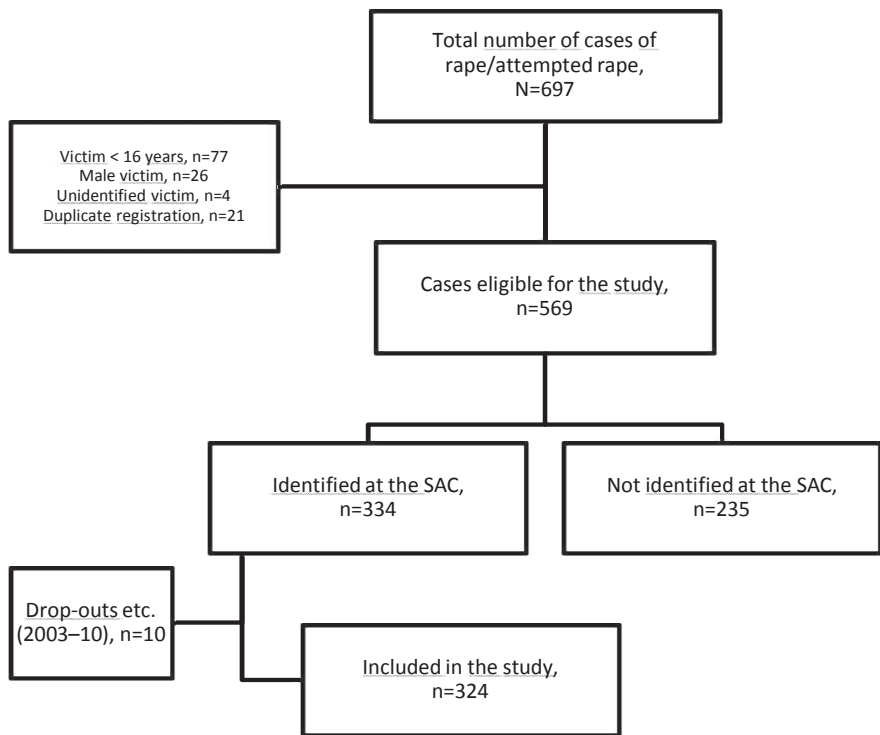 Total number of cases of
rape/attempted rape,
N=697
Victim < 16 years, n=77
Male victim, n=26
Unidentified victim, n=4
Duplicate registration, n=21
Cases eligible for the study,
n=569
Identified at the SAC,
n=334
Not identified at the SAC,
n=235
Drop-outs etc.
(2003–10), n=10
Included in the study,
n=324